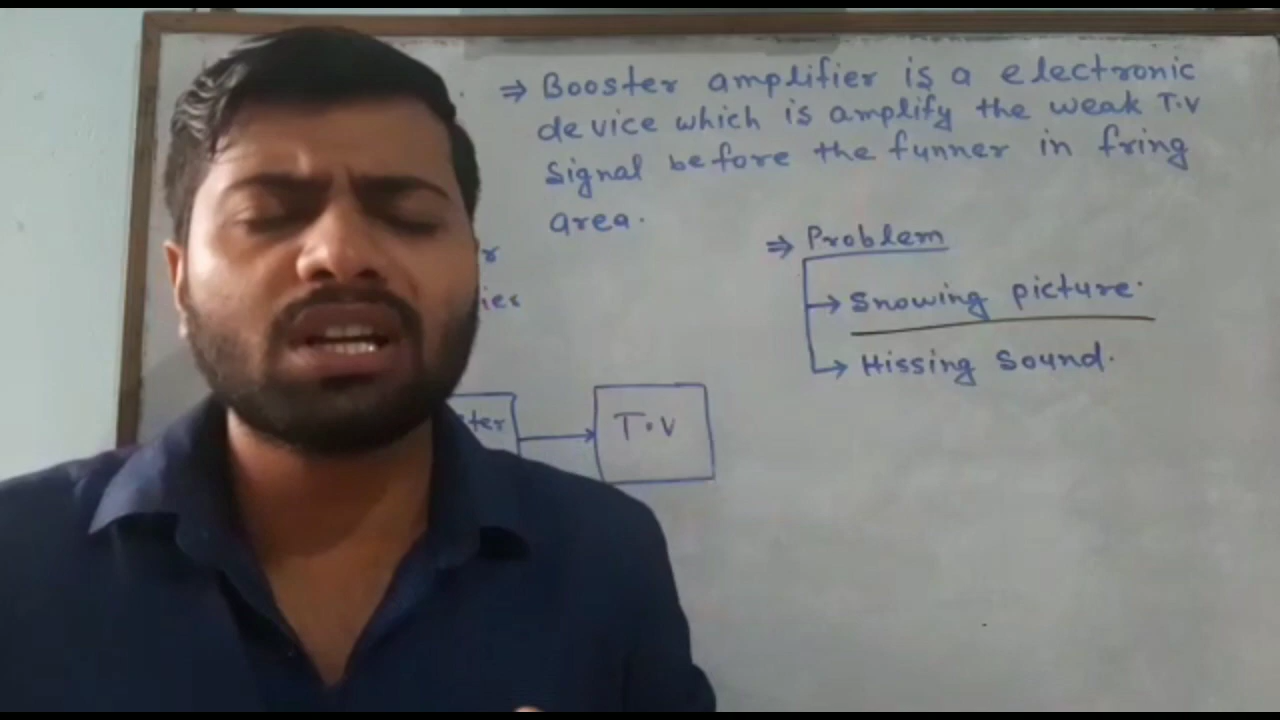 ⇒ Booster amplifier is a electronic
device which is amplify the weak T.V
Signal before the funner in fring
area.
⇒ Problem
→ Snowing picture.
→ Hissing Sound.
T.V